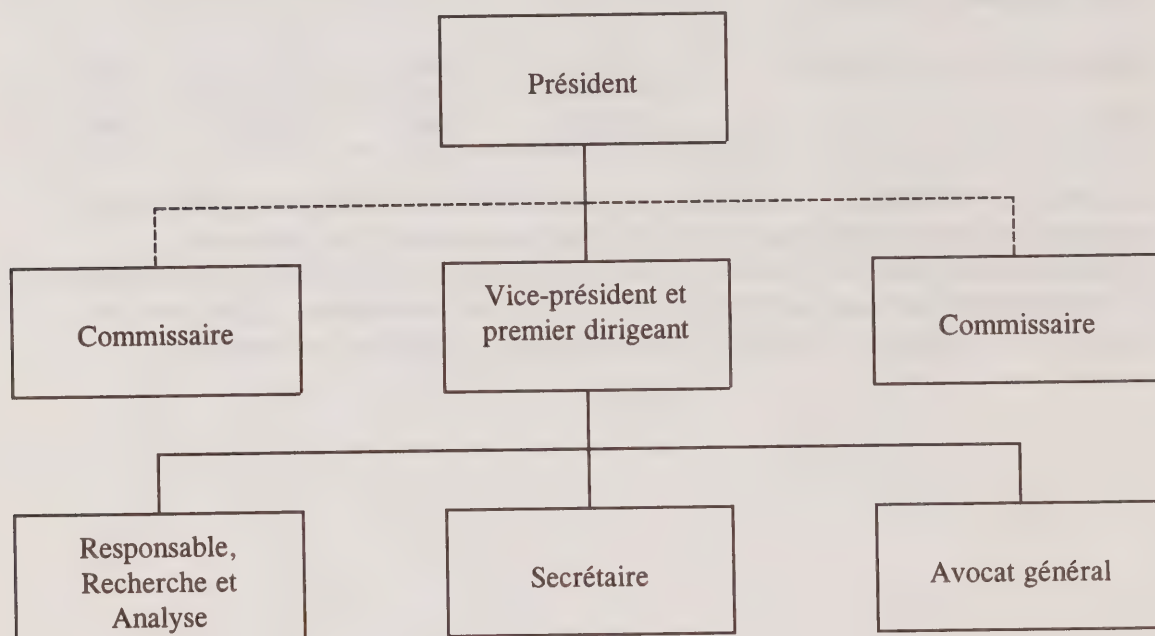 Président
Commissaire
Vice-président et
premier dirigeant
Commissaire
Responsable,
Recherche et
Analyse
Secrétaire
Avocat général